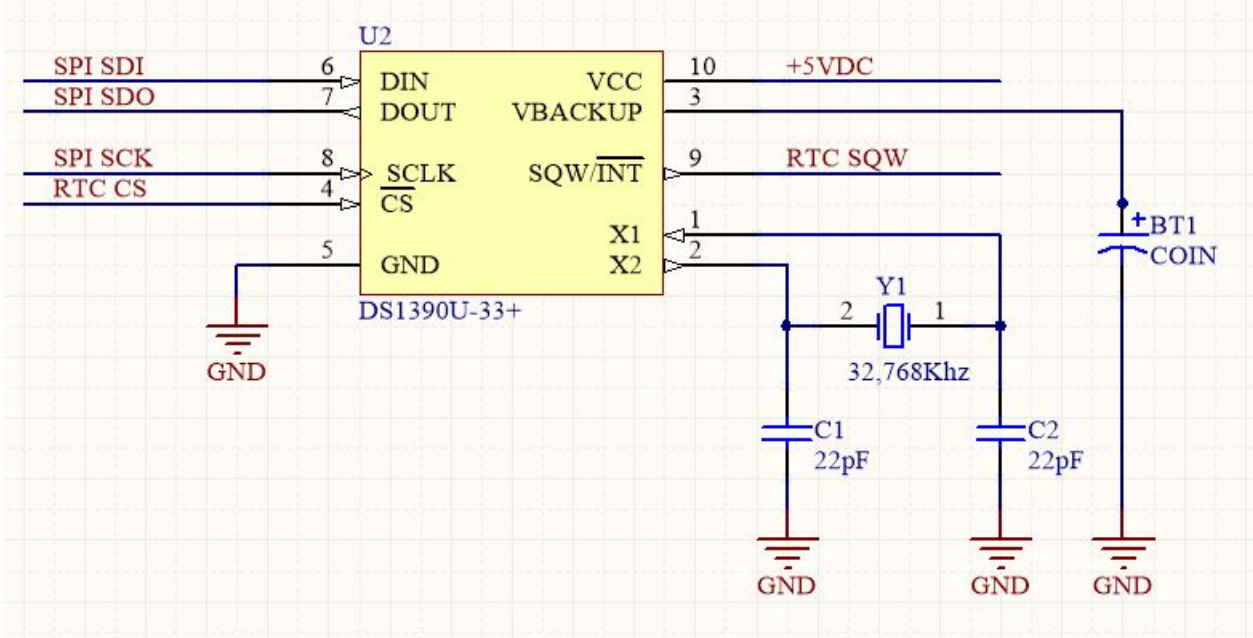 U2
SPI SDI 6 DIN VCC 10 +5VDC
SPI SDO 7 DOUT VBACKUP 3
SPI SCK 8 SCLK SQW/INT 9 RTC SQW
RTC CS 4 CS
X1 1
BT1
5 GND X2 2
COIN
Y1
DS1390U-33+
2 1
GND
32,768Khz
C1 C2
22pF 22pF
GND GND GND